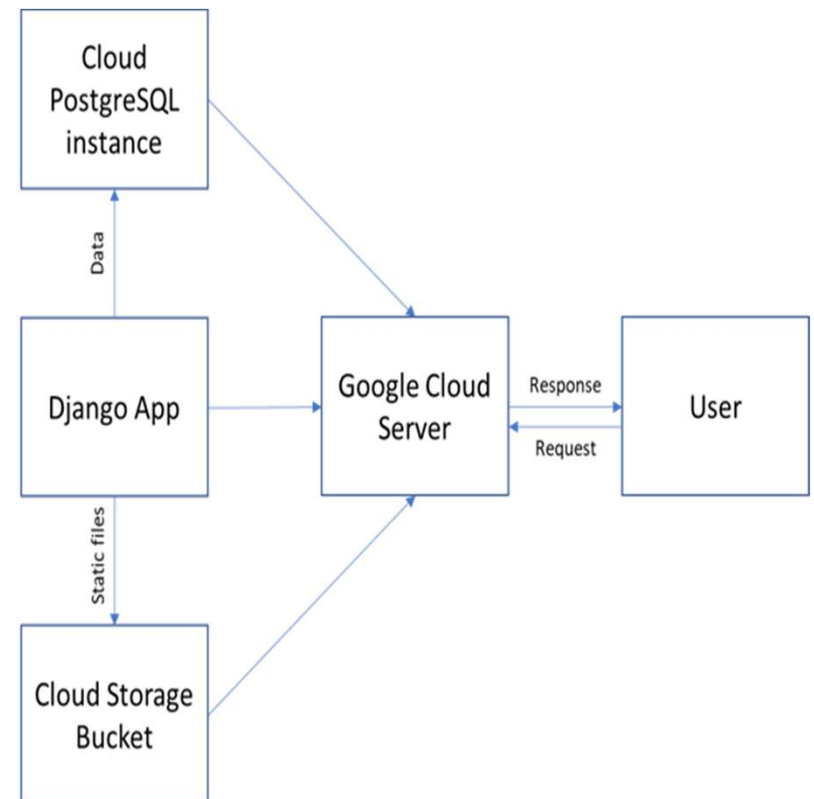 Cloud
PostgreSQL
instance
Data
Django App
Google Cloud
Server
Response
Request
User
Static files
Cloud Storage
Bucket